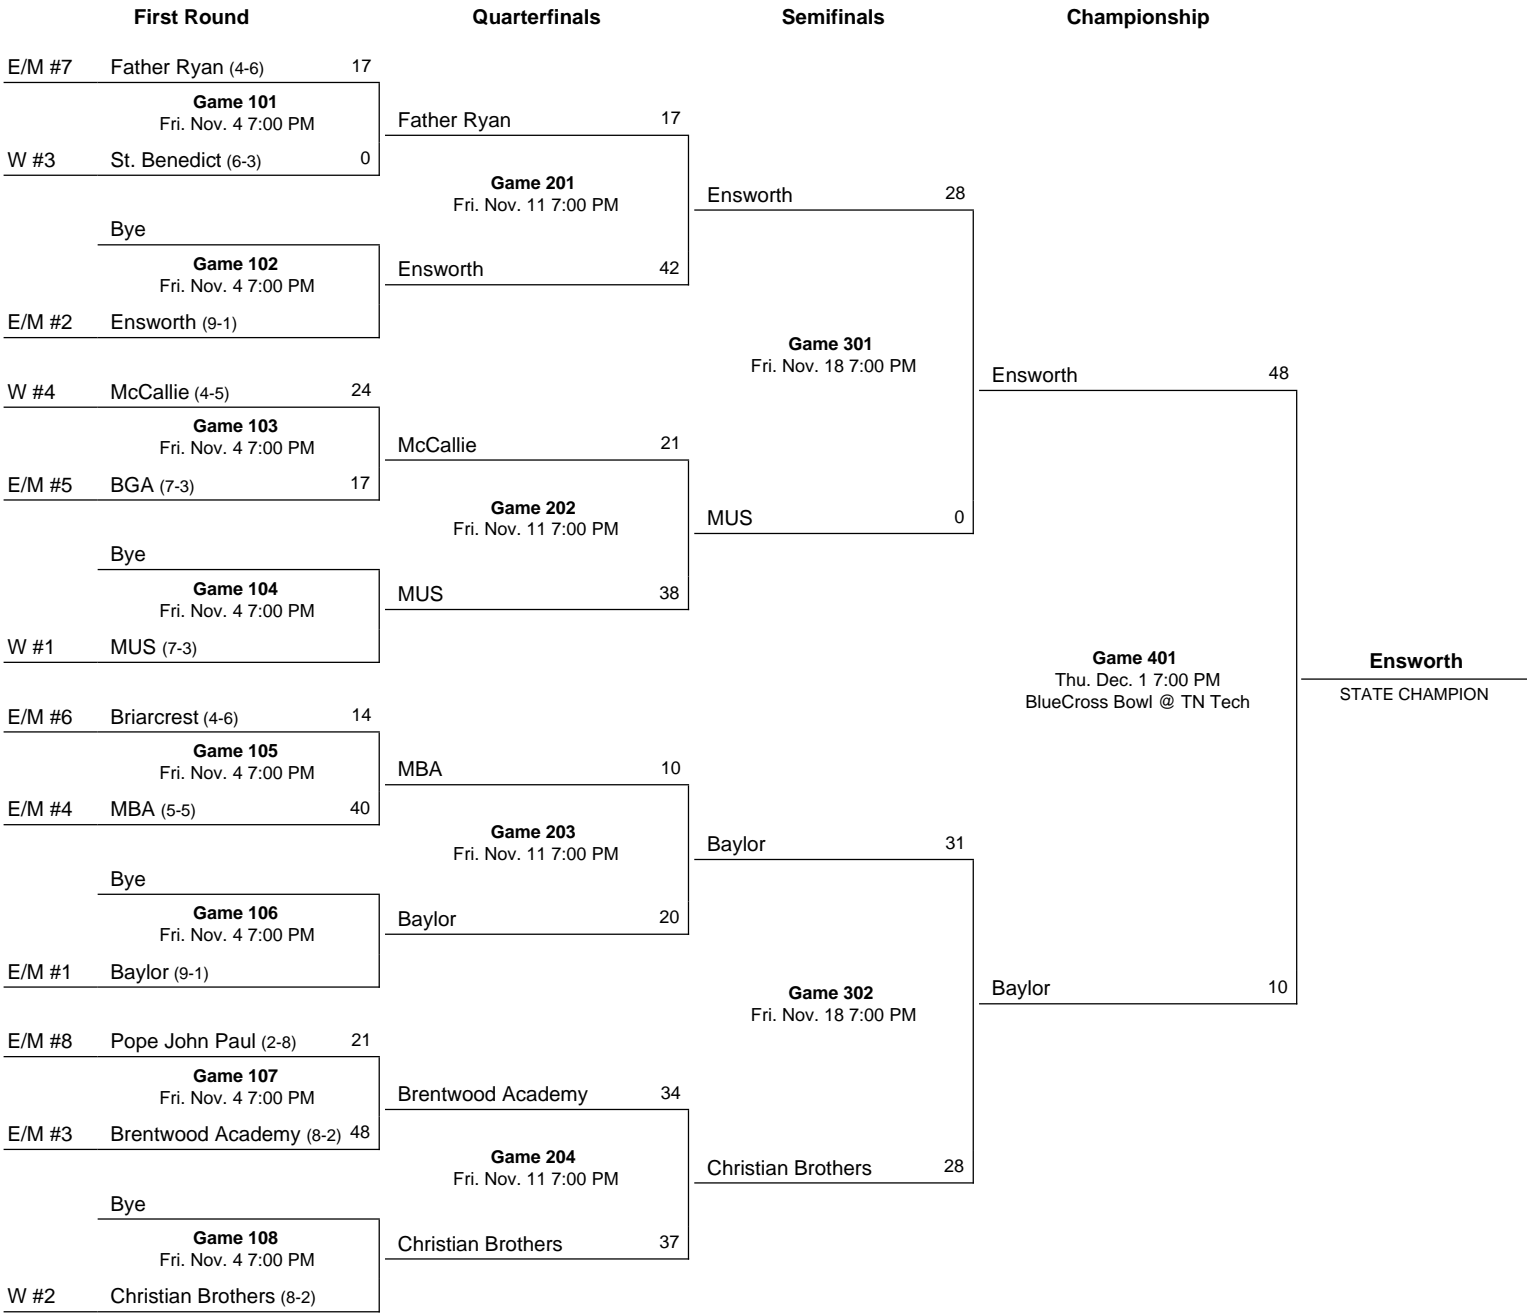 First Round Quarterfinals Semifinals Championship
E/M #7 Father Ryan (4-6) 17
Game 101
Fri. Nov. 4 7:00 PM
W #3 St. Benedict (6-3) 0
Bye
Game 102
Fri. Nov. 4 7:00 PM
E/M #2 Ensworth (9-1)
W #4 McCallie (4-5) 24
Game 103
Fri. Nov. 4 7:00 PM
E/M #5 BGA (7-3) 17
Bye
Game 104
Fri. Nov. 4 7:00 PM
W #1 MUS (7-3)
E/M #6 Briarcrest (4-6) 14
Game 105
Fri. Nov. 4 7:00 PM
E/M #4 MBA (5-5) 40
Bye
Game 106
Fri. Nov. 4 7:00 PM
E/M #1 Baylor (9-1)
E/M #8 Pope John Paul (2-8) 21
Game 107
Fri. Nov. 4 7:00 PM
E/M #3 Brentwood Academy (8-2) 48
Bye
Game 108
Fri. Nov. 4 7:00 PM
W #2 Christian Brothers (8-2)
Father Ryan 17
Game 201
Fri. Nov. 11 7:00 PM
Ensworth 42
McCallie 21
Game 202
Fri. Nov. 11 7:00 PM
MUS 38
MBA 10
Game 203
Fri. Nov. 11 7:00 PM
Baylor 20
Brentwood Academy 34
Game 204
Fri. Nov. 11 7:00 PM
Christian Brothers 37
Ensworth 28
Game 301
Fri. Nov. 18 7:00 PM
MUS 0
Baylor 31
Game 302
Fri. Nov. 18 7:00 PM
Christian Brothers 28
Ensworth 48
Game 401
Thu. Dec. 1 7:00 PM
BlueCross Bowl @ TN Tech
Baylor 10
Ensworth
STATE CHAMPION